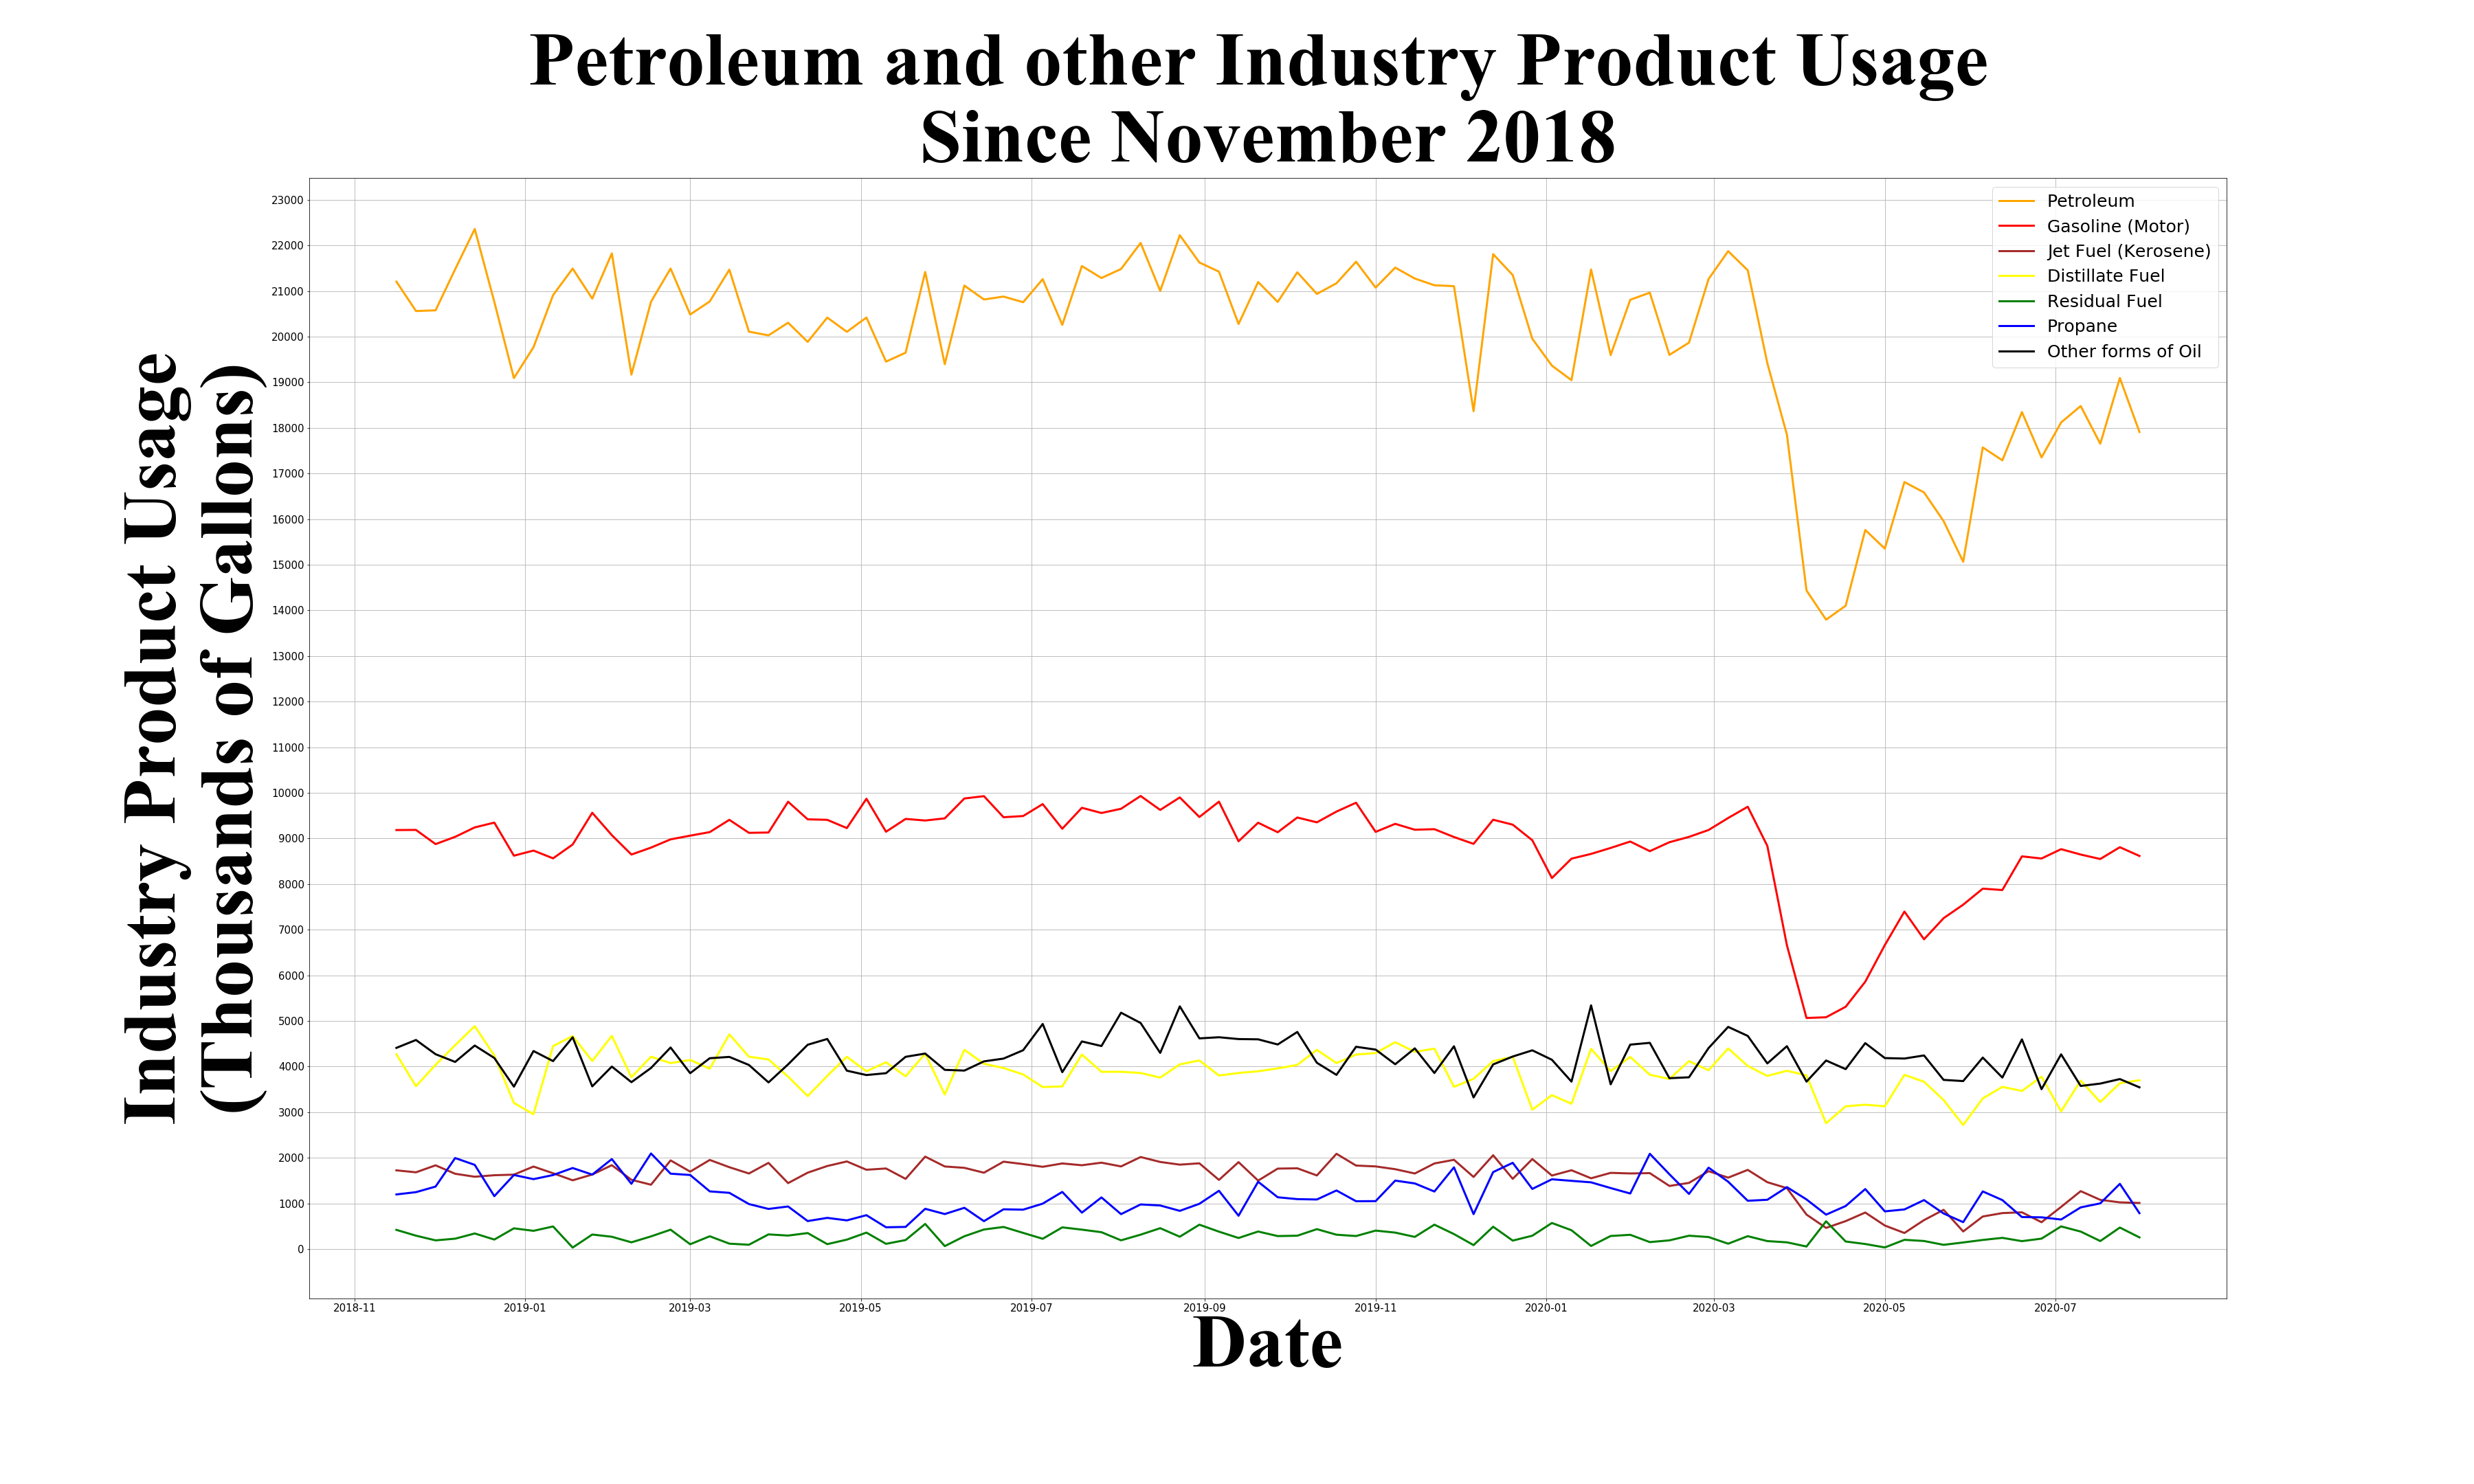 Petroleum and other Industry Product Usage
Since November 2018
Industry Product Usage
(Thousands of Gallons)
23000
22000
21000
20000
19000
18000
17000
16000
15000
14000
13000
12000
11000
10000
9000
8000
7000
6000
5000
4000
3000
2000
1000
0
Petroleum
Gasoline (Motor)
Jet Fuel (Kerosene)
Distillate Fuel
Residual Fuel
Propane
Other forms of Oil
2018-11
2019-01
2019-03
2019-05
2019-07
2019-09
2019-11
2020-01
2020-03
2020-05
2020-07
Date